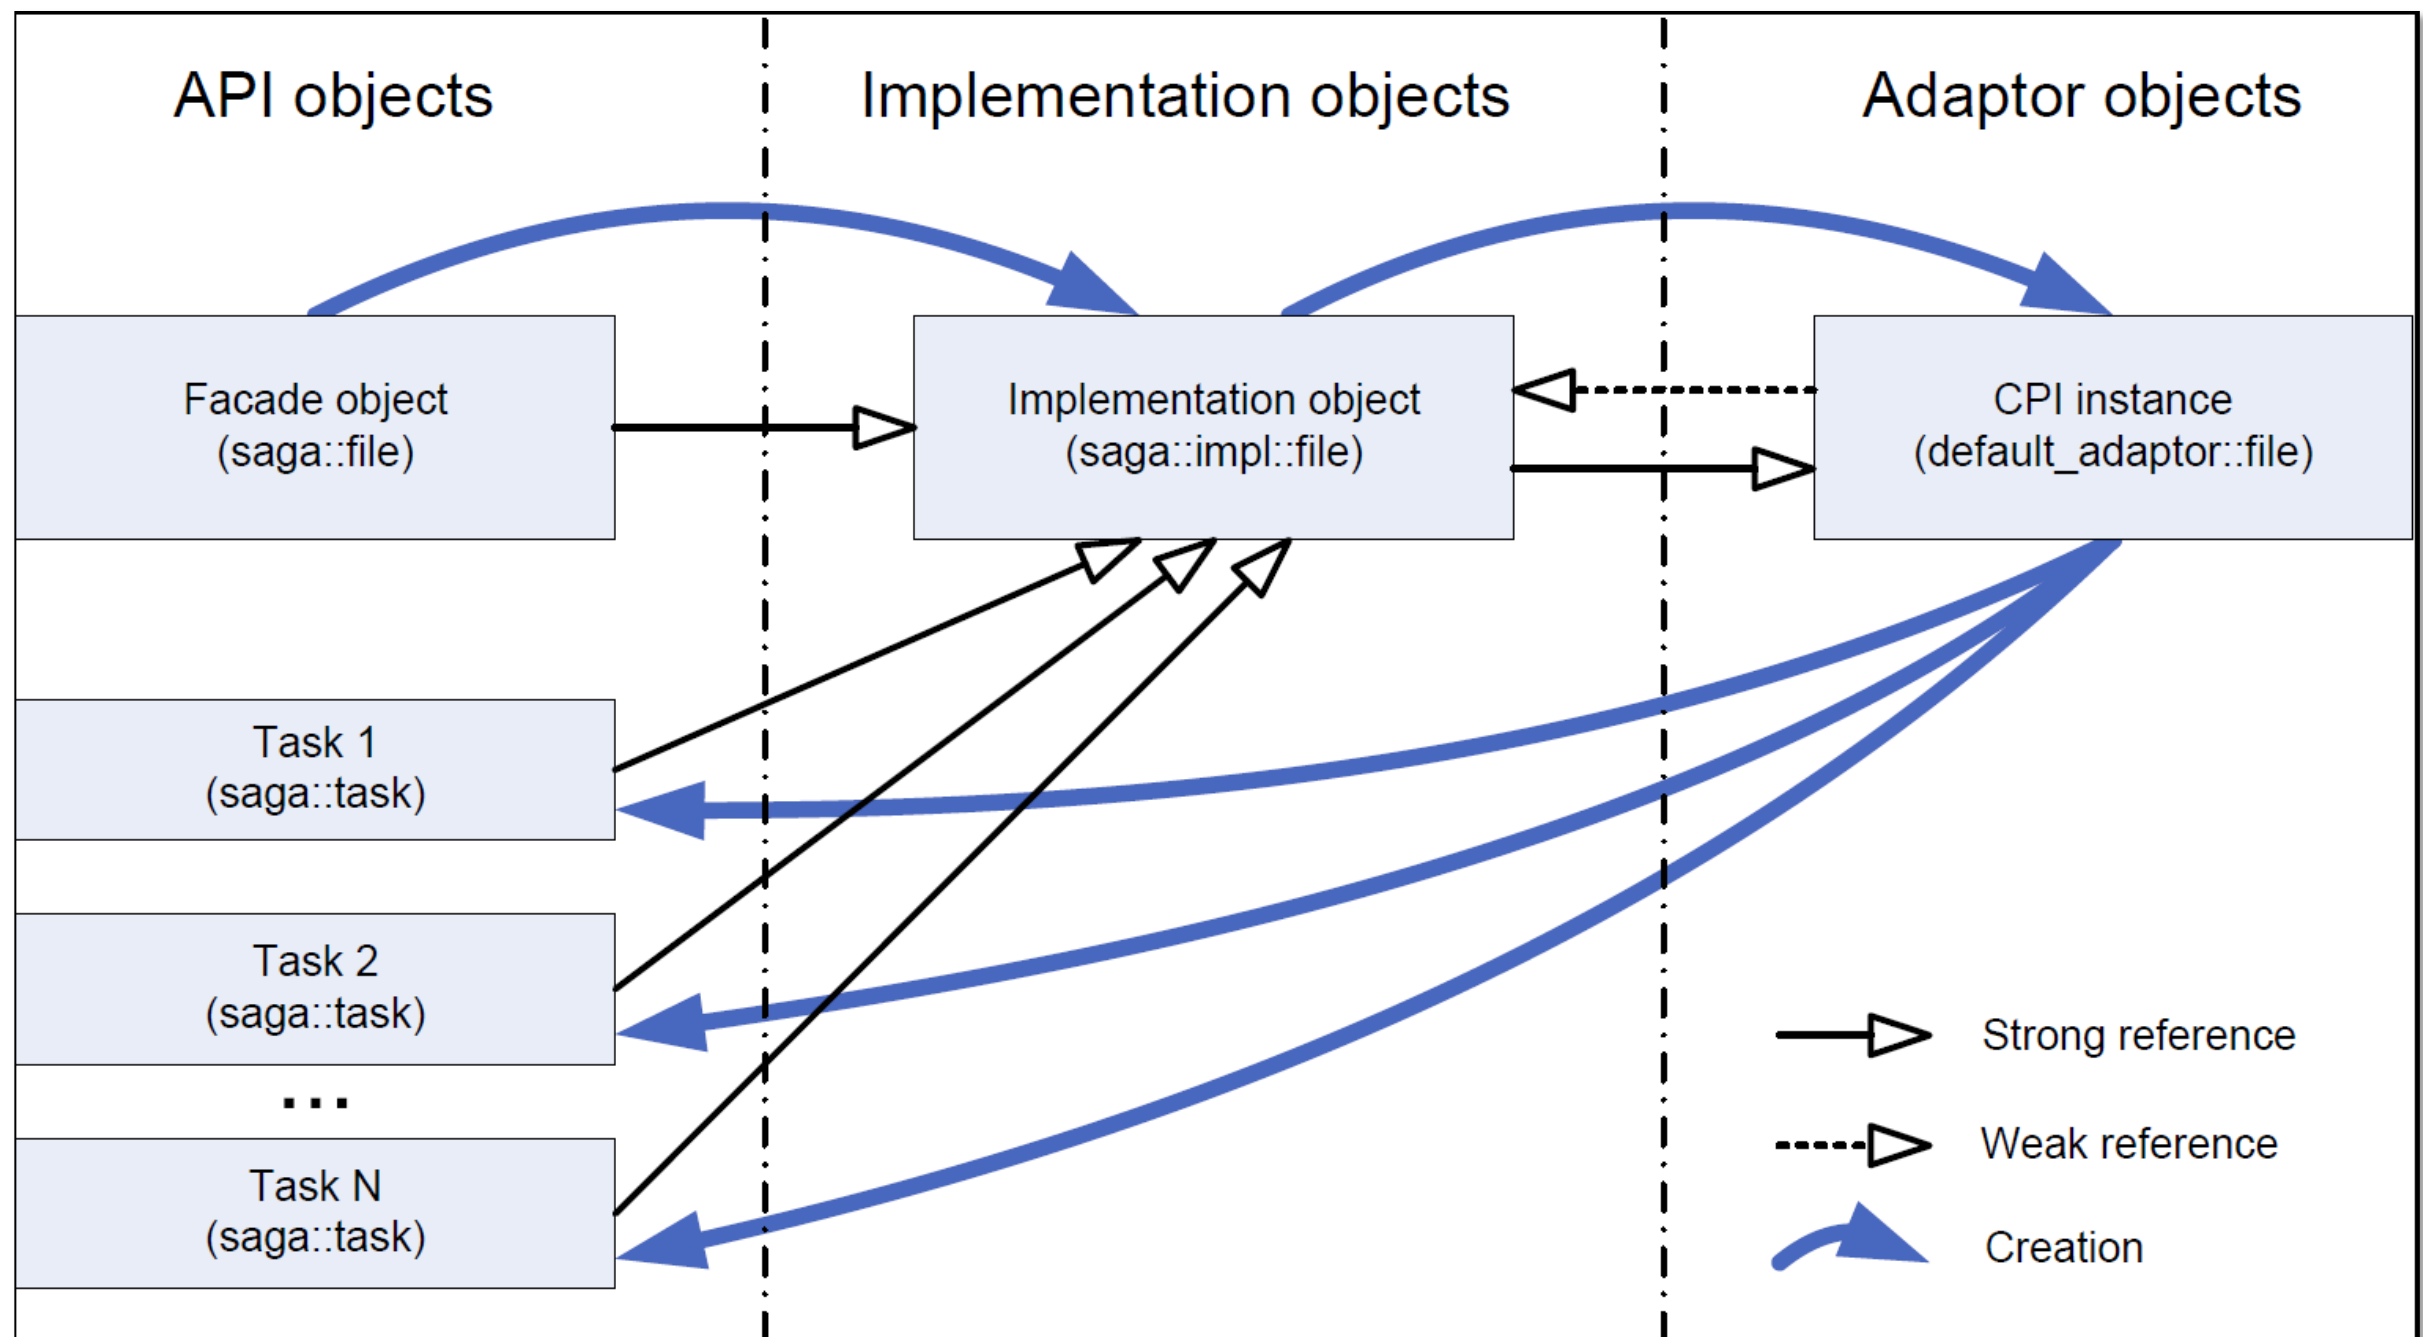 API objects
Implementation objects
Adaptor objects
Facade object
(saga::file)
Implementation object
(saga::impl::file)
CPI instance
(default_adaptor::file)
Task 1
(saga::task)
Task 2
(saga::task)
...
Task N
(saga::task)
Strong reference
Weak reference
Creation